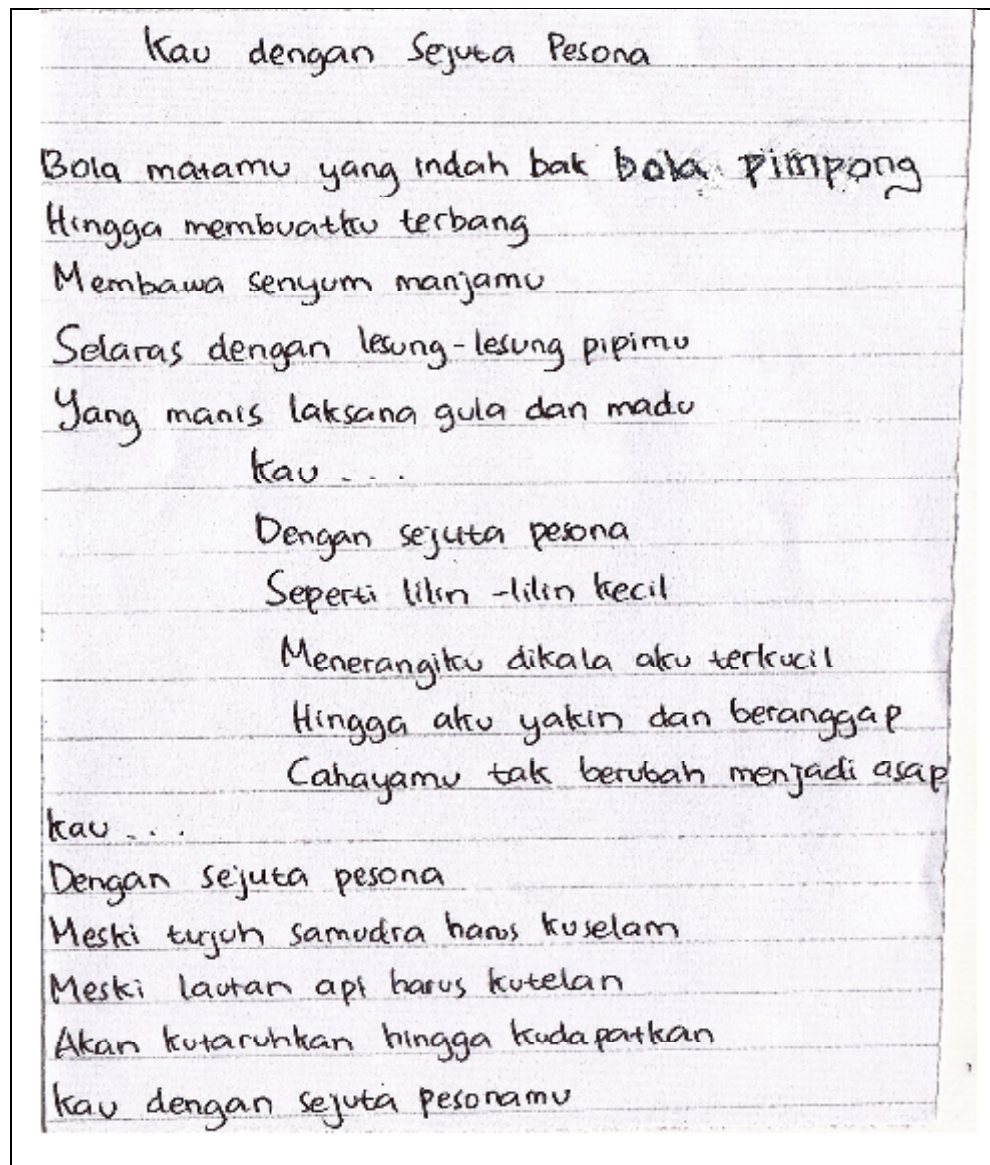 Kau dengan Sejuta Pesona
Bola matamu yang indah bak bola pimpong
Hingga membuatku terbang
Membawa senyum manjamu
Selaras dengan lesung-lesung pipimu
Yang manis laksana gula dan madu
Kau ...
Dengan sejuta pesona
Seperti lilin-lilin kecil
Menerangiku dikala aku terkucil
Hingga aku yakin dan beranggap
Cahayamu tak berubah menjadi asap
Kau ...
Dengan sejuta pesona
Meski tujuh samudra harus kuselam
Meski lautan api harus kutelan
Akan kutaruhkan hingga kudapatkan
Kau dengan sejuta pesonamu